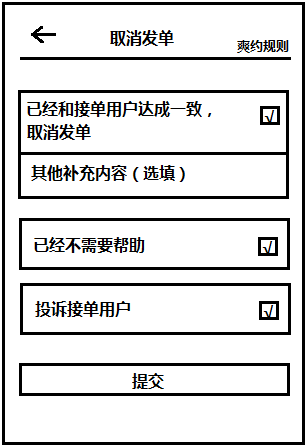 取消发单
爽约规则
已经和接单用户达成一致，
取消发单
其他补充内容（选填）
已经不需要帮助
投诉接单用户
提交